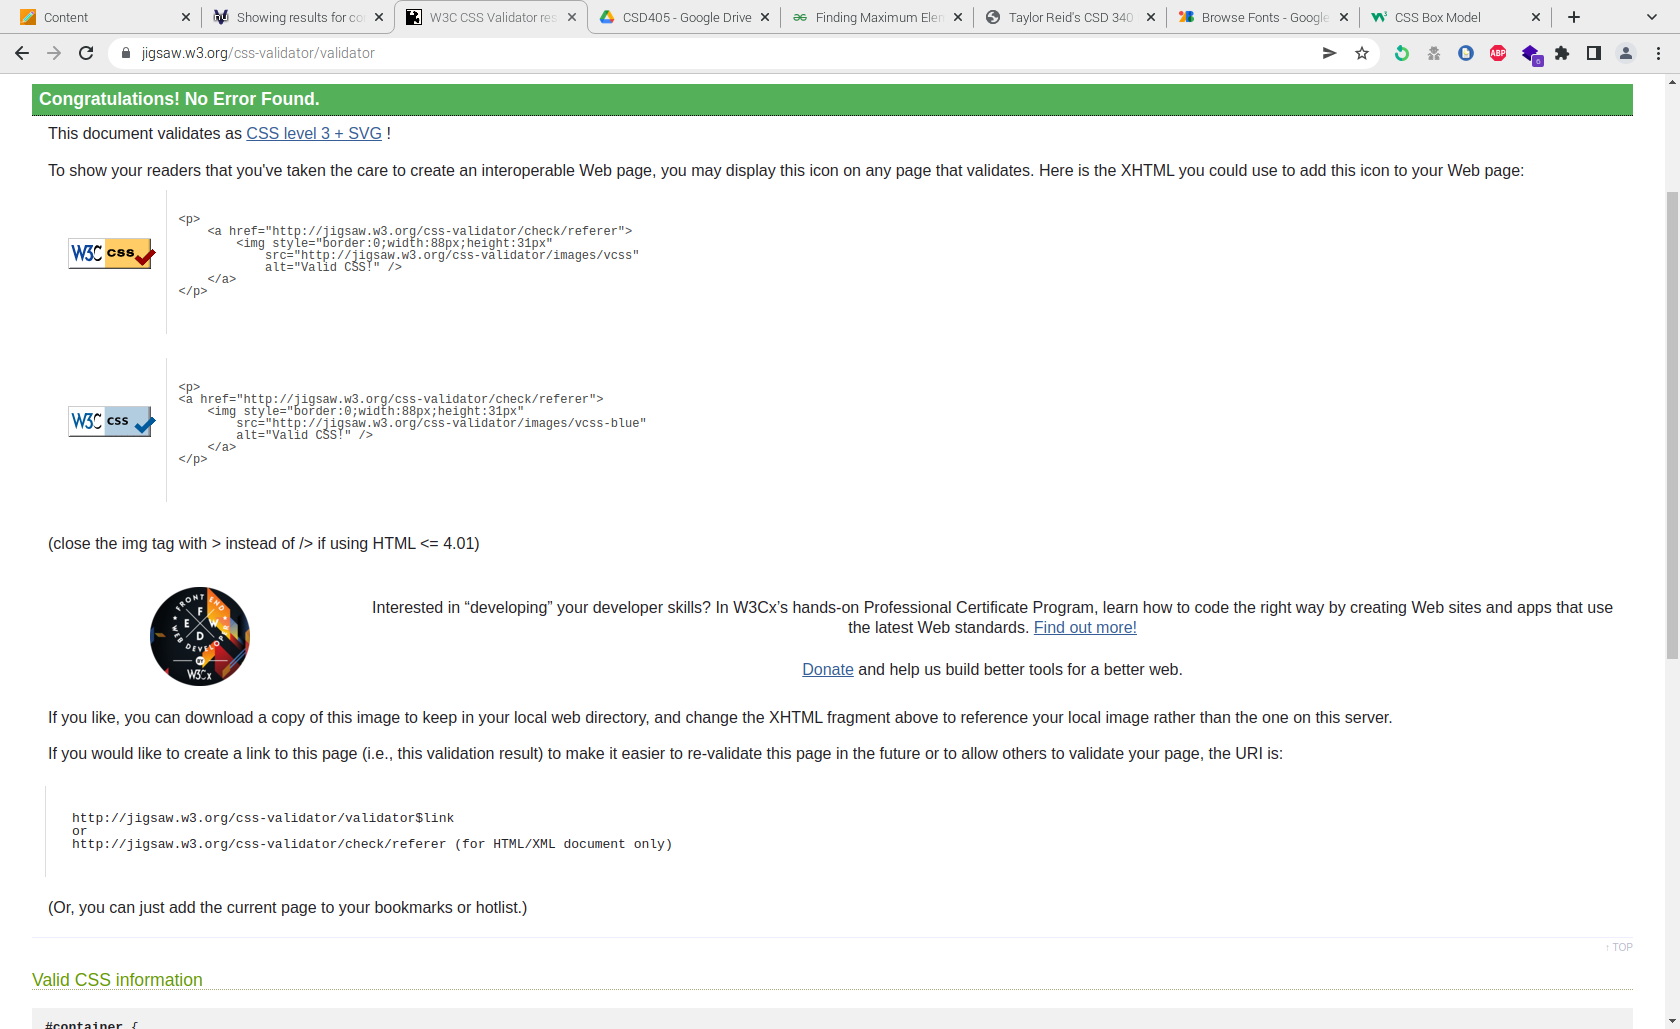 Content
Showing results for co
W3C CSS Validator res
CSD405 - Google Drive
Finding Maximum Elen
Taylor Reid's CSD 340
Browse Fonts - Google
CSS Box Model
jigsaw.w3.org/css-validator/validator
ABP
6
Congratulations! No Error Found.
This document validates as CSS level 3 + SVG !
To show your readers that you've taken the care to create an interoperable Web page, you may display this icon on any page that validates. Here is the XHTML you could use to add this icon to your Web page:
W3C css
<p>
<a href="http://jigsaw.w3.org/css-validator/check/referer">
<img style="border:0;width:88px;height:31px"
src="http://jigsaw.w3.org/css-validator/images/vcss"
alt="Valid CSS!" />
</a>
</p>
W3C css
<p>
<a href="http://jigsaw.w3.org/css-validator/check/referer">
<img style="border:0;width:88px;height:31px"
src="http://jigsaw.w3.org/css-validator/images/vcss-blue"
alt="Valid CSS!" />
</a>
</p>
(close the img tag with > instead of /> if using HTML <= 4.01)
FRONT END
F
E W
D
WEB DEVELOPER
BY
W3Cx
Interested in “developing” your developer skills? In W3Cx’s hands-on Professional Certificate Program, learn how to code the right way by creating Web sites and apps that use
the latest Web standards. Find out more!
Donate and help us build better tools for a better web.
If you like, you can download a copy of this image to keep in your local web directory, and change the XHTML fragment above to reference your local image rather than the one on this server.
If you would like to create a link to this page (i.e., this validation result) to make it easier to re-validate this page in the future or to allow others to validate your page, the URI is:
http://jigsaw.w3.org/css-validator/validator$link
or
http://jigsaw.w3.org/css-validator/check/referer (for HTML/XML document only)
(Or, you can just add the current page to your bookmarks or hotlist.)
↑ TOP
Valid CSS information
#container {